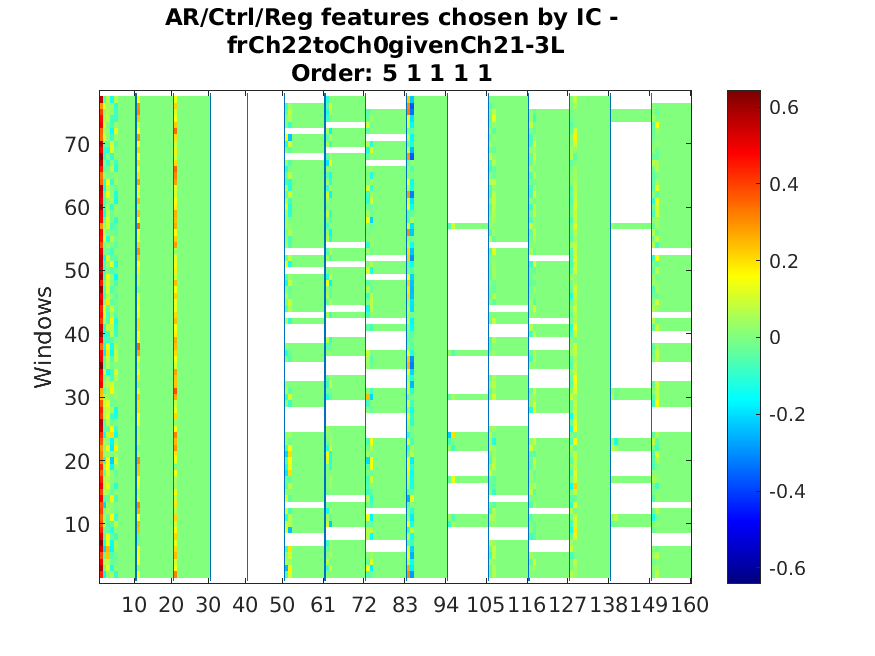 AR/Ctrl/Reg features chosen by IC -
frCh22toCh0givenCh21-3L
Order: 5 1 1 1 1
Windows
70
60
50
40
30
20
10
10 20 30 40 50 61 72 83 94 105 116 127 138 149 160
0.6
0.4
0.2
0
-0.2
-0.4
-0.6